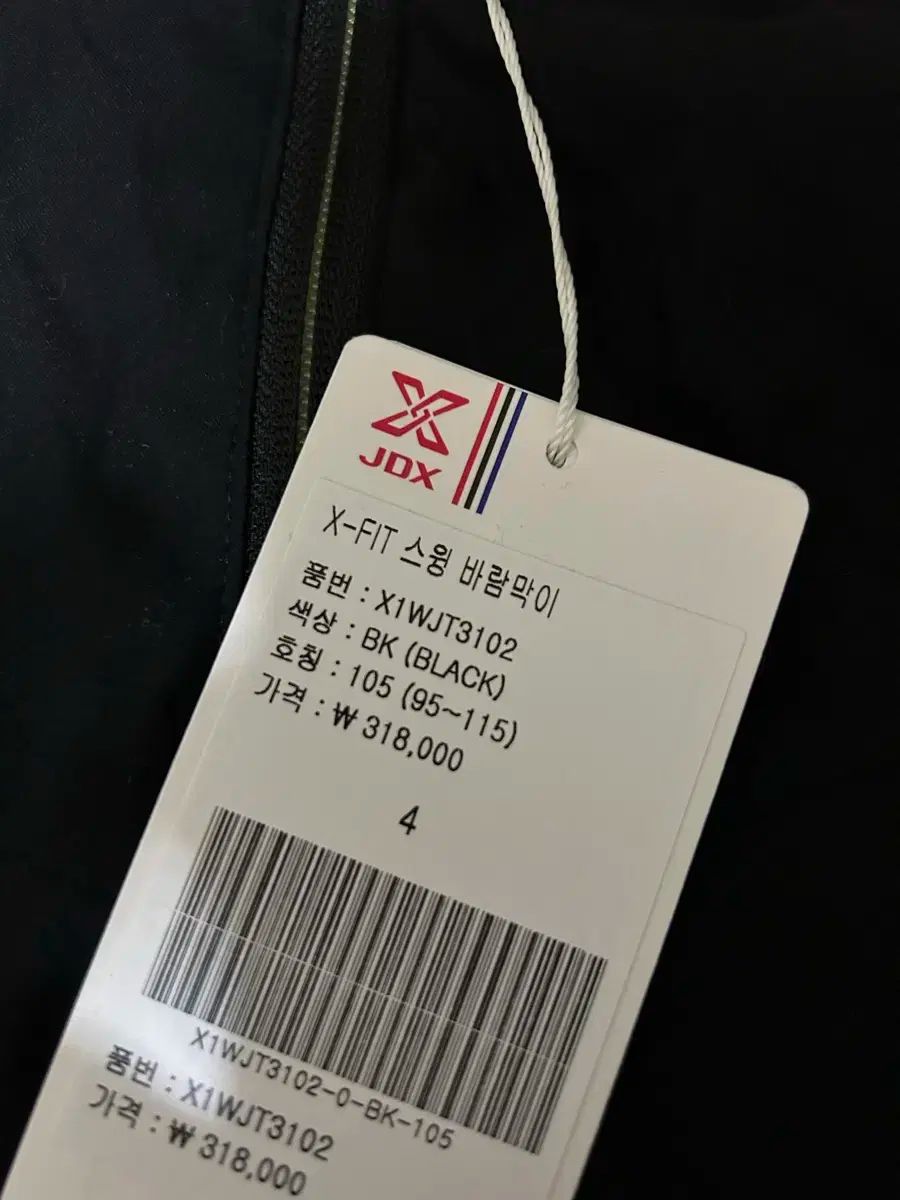 JDX
X-FIT 스윙 바람막이
품번 : X1WJT3102
색상 : BK (BLACK)
호칭 : 105 (95~115)
가격 : ₩ 318,000
4
X1WJT3102-0-BK-105
품번 : X1WJT3102
가격 : ₩ 318,000